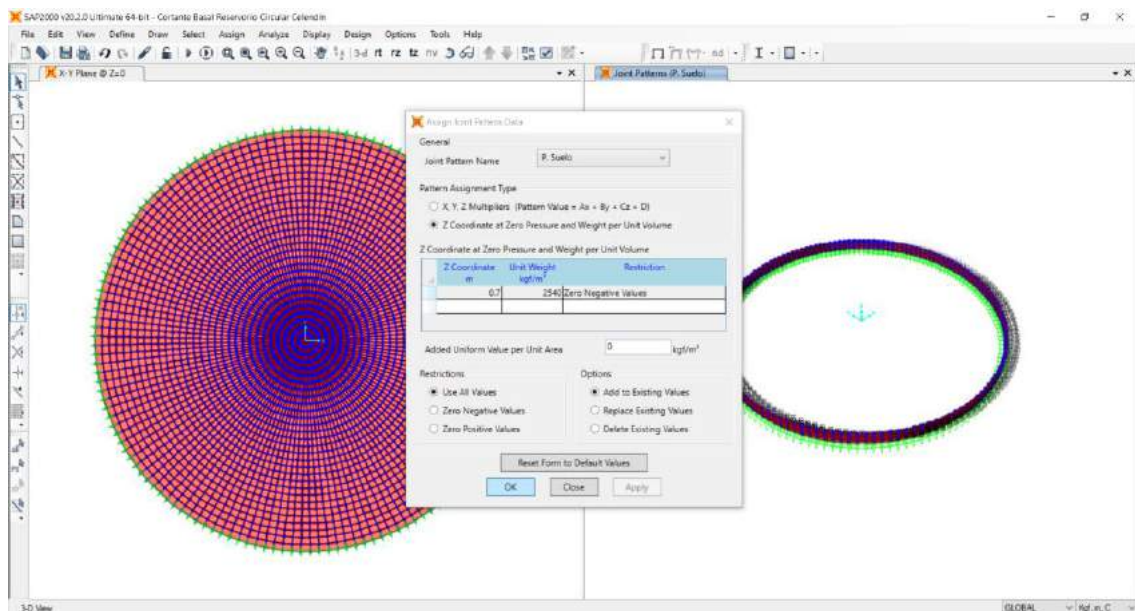 SAP2000 v20.2.0 Ultimate 64-bit - Cortante Basal Reservorio Circular Celendin
File Edit View Define Draw Select Assign Analyze Display Design Options Tools Help
3-d
nv
nd
X-Y Plane @ Z=0
Joint Patterns (P. Suelo)
Assign Joint Pattern Data
General
Joint Pattern Name
P. Suelo
Pattern Assignment Type
X, Y, Z Multipliers (Pattern Value = Ax + By + Cz + D)
Z Coordinate at Zero Pressure and Weight per Unit Volume
Z Coordinate at Zero Pressure and Weight per Unit Volume
Z Coordinate Unit Weight Restriction
m kgf/m³
0.7 2540 Zero Negative Values
Added Uniform Value per Unit Area 0 kgf/m²
Restrictions Options
Use All Values Add to Existing Values
Zero Negative Values Replace Existing Values
Zero Positive Values Delete Existing Values
Reset Form to Default Values
OK Close Apply
3-D View GLOBAL Kgf, m, C